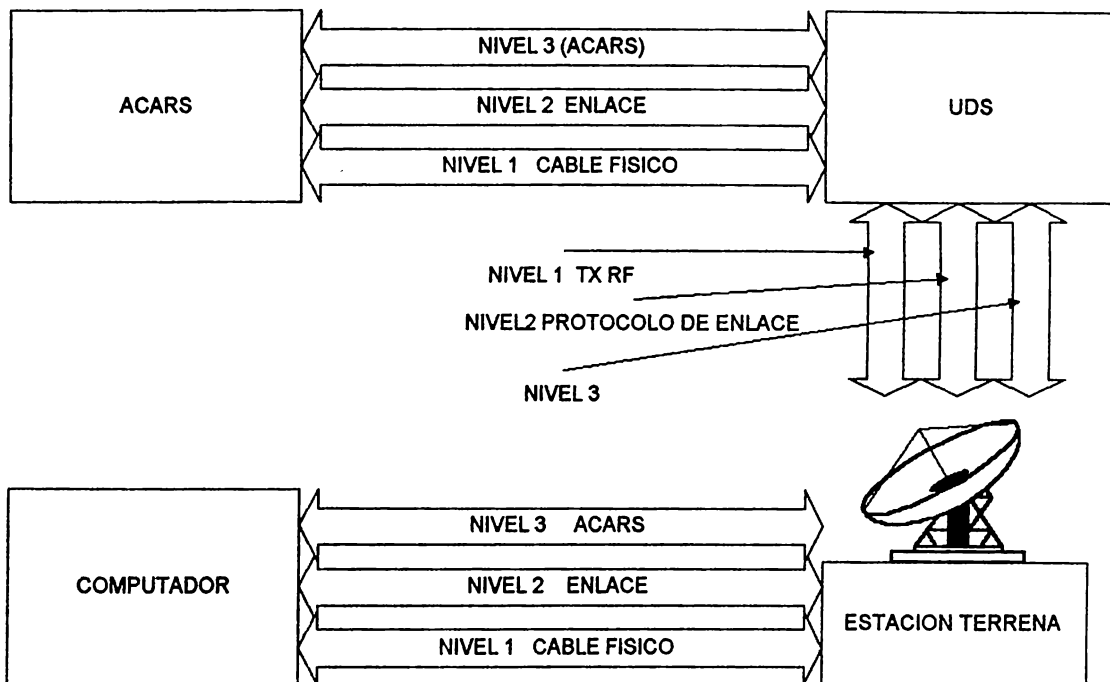 NIVEL 3 (ACARS)
ACARS
NIVEL 2 ENLACE
UDS
NIVEL 1 CABLE FISICO
NIVEL 1 TX RF
NIVEL2 PROTOCOLO DE ENLACE
NIVEL 3
NIVEL 3 ACARS
COMPUTADOR
NIVEL 2 ENLACE
ESTACION TERRENA
NIVEL 1 CABLE FISICO